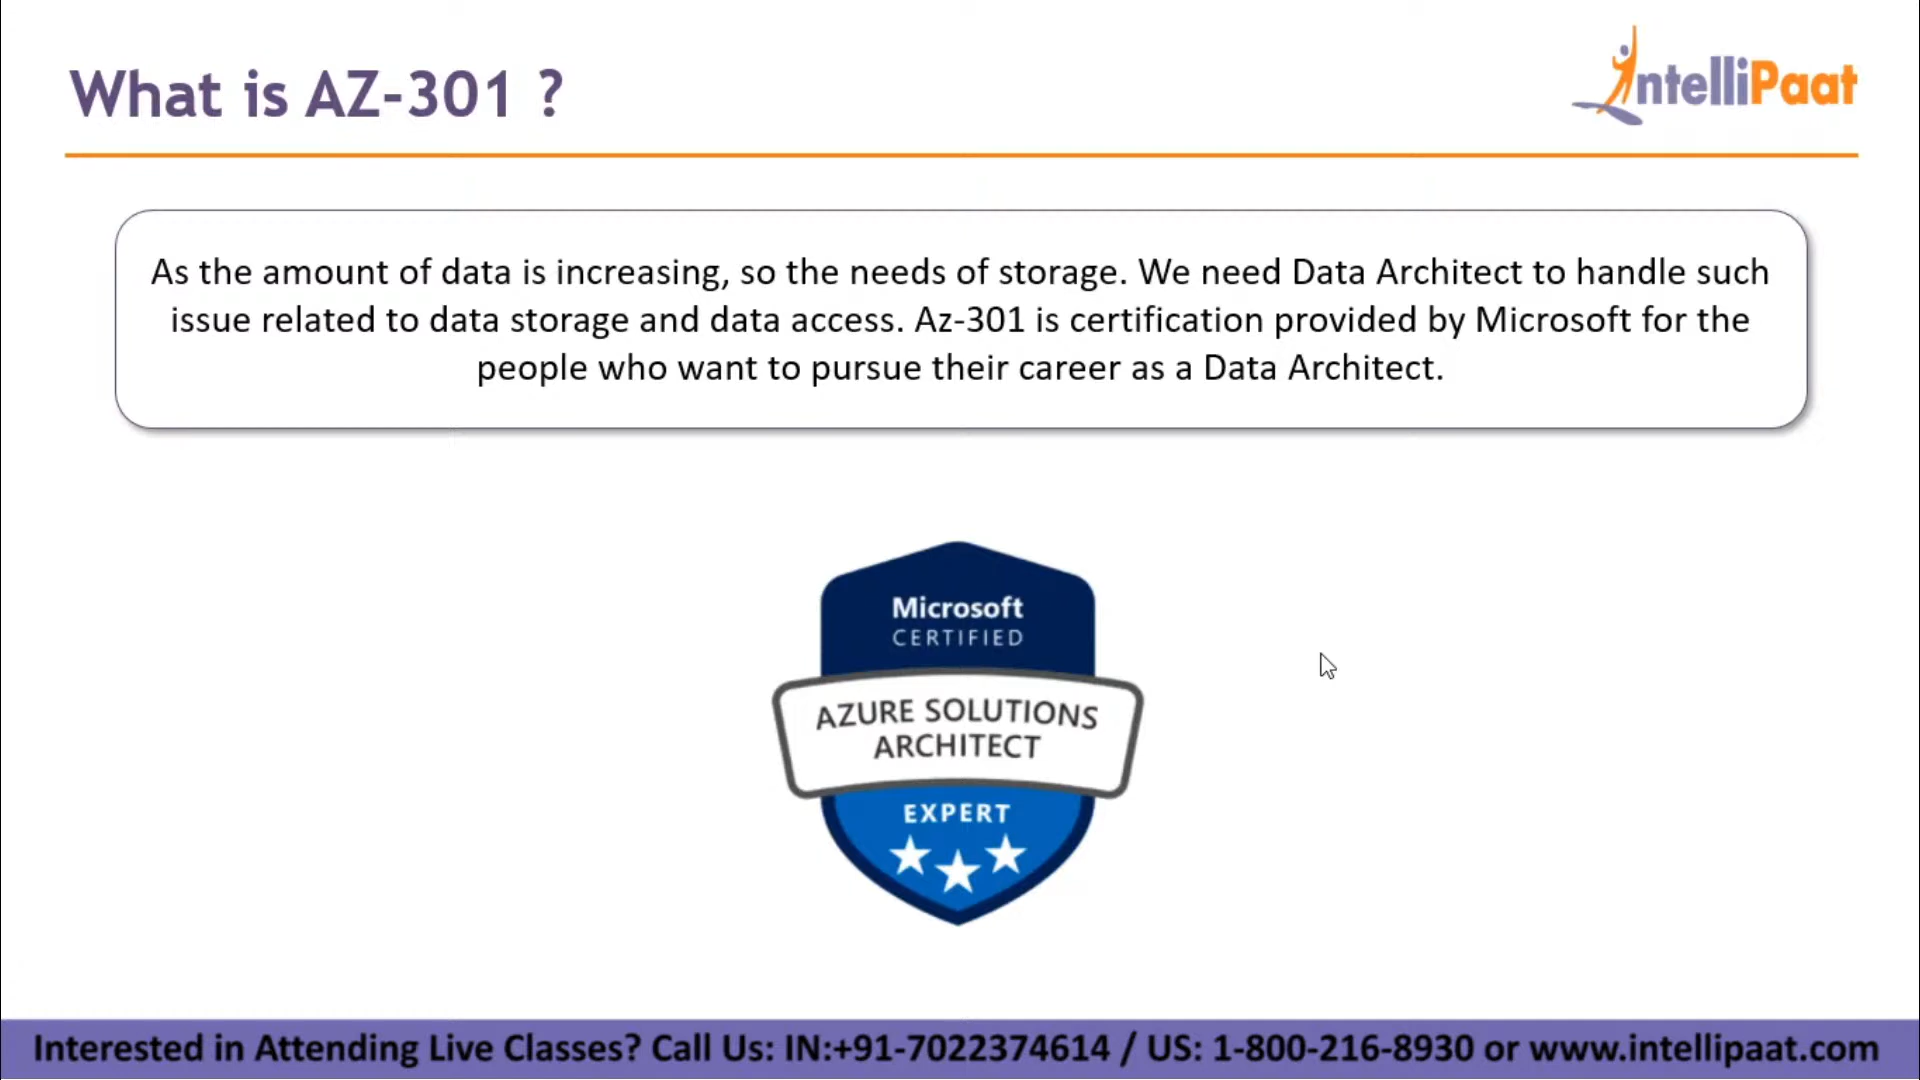 What is AZ-301 ?
IntelliPaat
As the amount of data is increasing, so the needs of storage. We need Data Architect to handle such
issue related to data storage and data access. Az-301 is certification provided by Microsoft for the
people who want to pursue their career as a Data Architect.
Microsoft
CERTIFIED
AZURE SOLUTIONS
ARCHITECT
EXPERT
Interested in Attending Live Classes? Call Us: IN:+91-7022374614 / US: 1-800-216-8930 or www.intellipaat.com